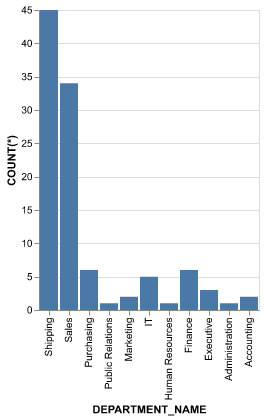 COUNT(*)
45
40
35
30
25
20
15
10
5
0
Shipping
Sales
Purchasing
Public Relations
Marketing
IT
Human Resources
Finance
Executive
Administration
Accounting
DEPARTMENT_NAME